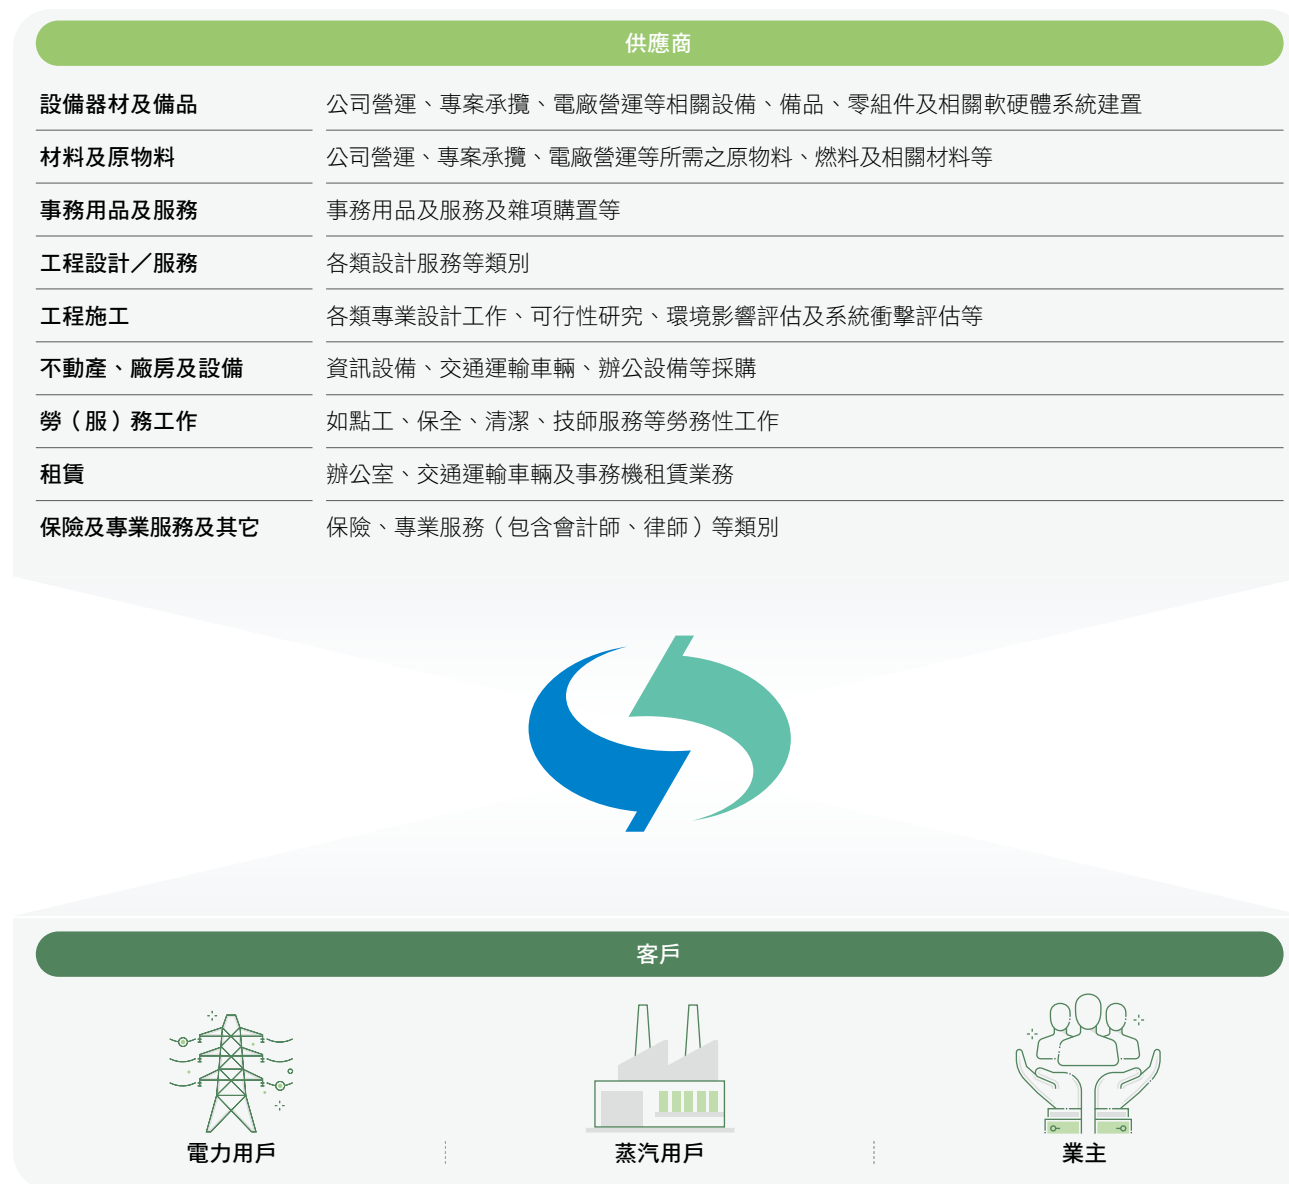 供應商
設備器材及備品 公司營運、專案承攬、電廠營運等相關設備、備品、零組件及相關軟硬體系統建置
材料及原物料 公司營運、專案承攬、電廠營運等所需之原物料、燃料及相關材料等
事務用品及服務 事務用品及服務及雜項購置等
工程設計／服務 各類設計服務等類別
工程施工 各類專業設計工作、可行性研究、環境影響評估及系統衝擊評估等
不動產、廠房及設備 資訊設備、交通運輸車輛、辦公設備等採購
勞（服）務工作 如點工、保全、清潔、技師服務等勞務性工作
租賃 辦公室、交通運輸車輛及事務機租賃業務
保險及專業服務及其它 保險、專業服務（包含會計師、律師）等類別
客戶
電力用戶 蒸汽用戶 業主